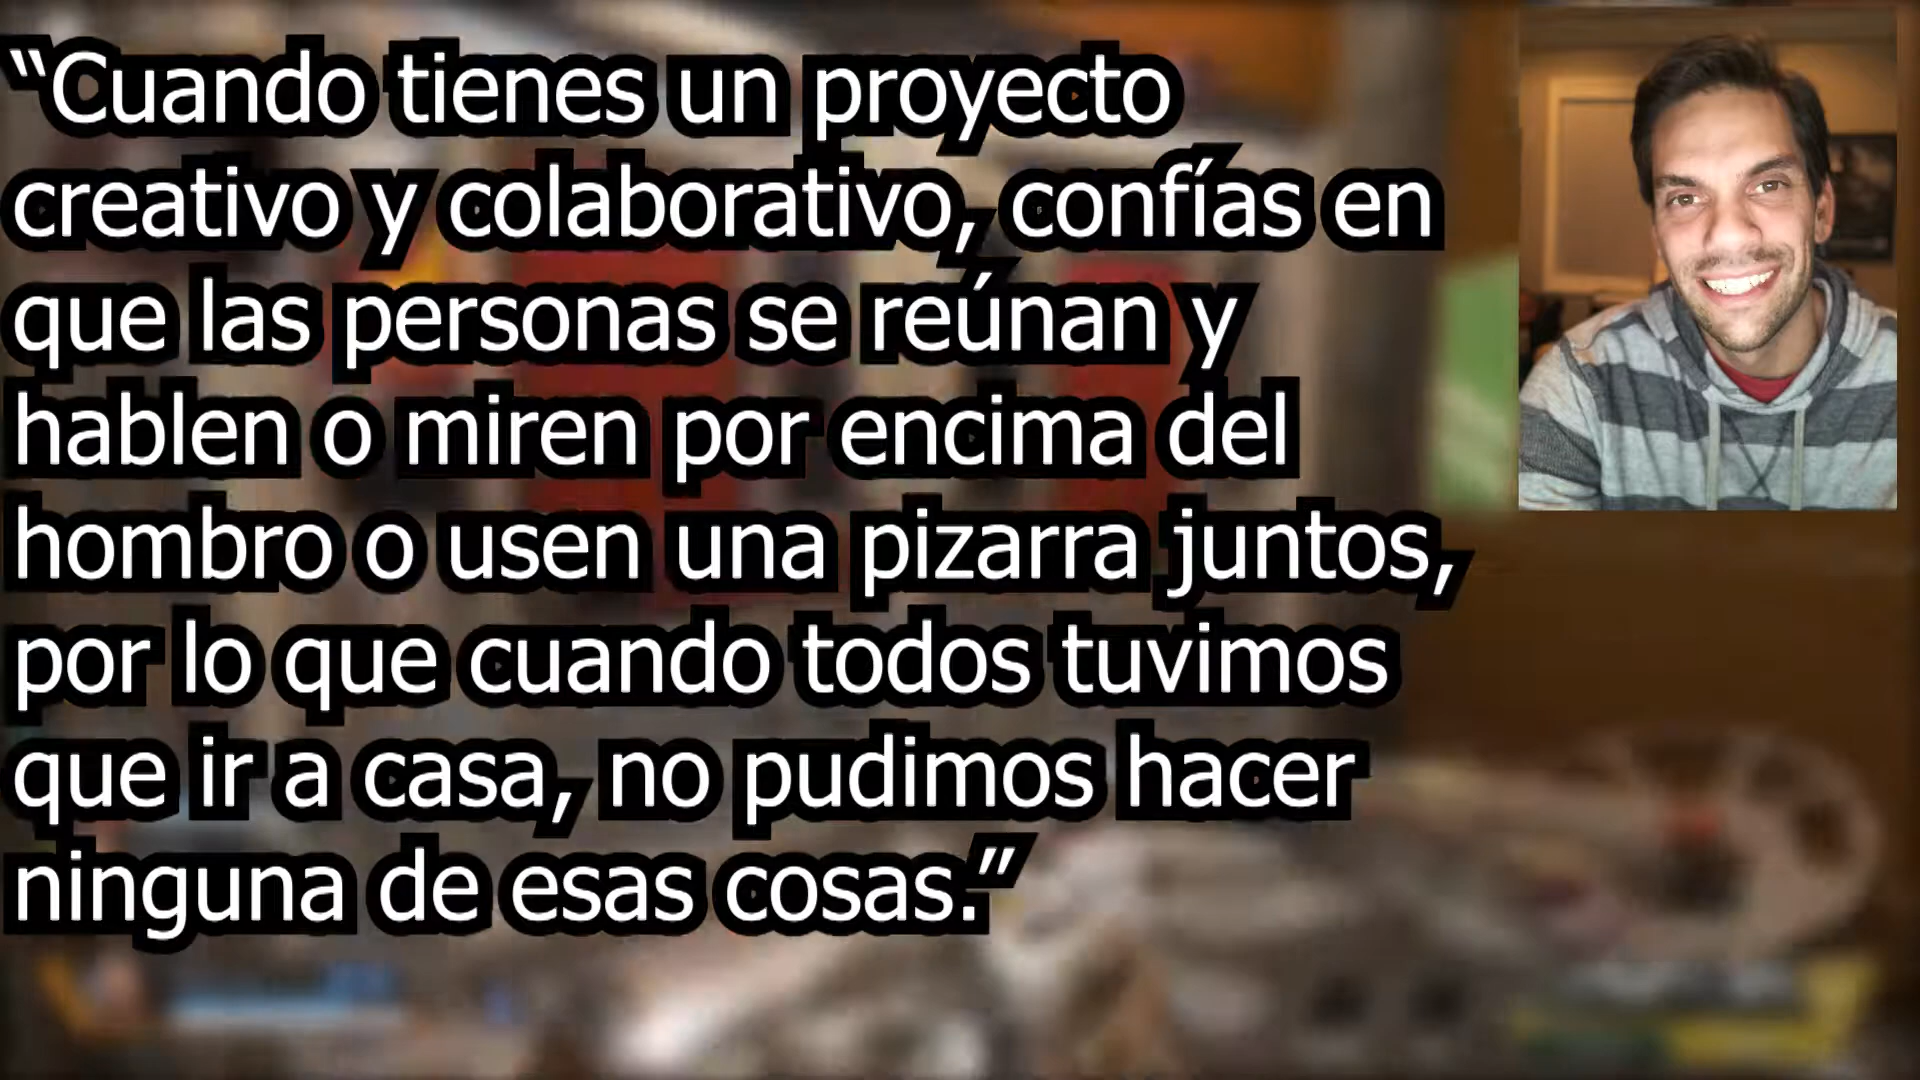 “Cuando tienes un proyecto
creativo y colaborativo, confías en
que las personas se reúnan y
hablen o miren por encima del
hombro o usen una pizarra juntos,
por lo que cuando todos tuvimos
que ir a casa, no pudimos hacer
ninguna de esas cosas.”